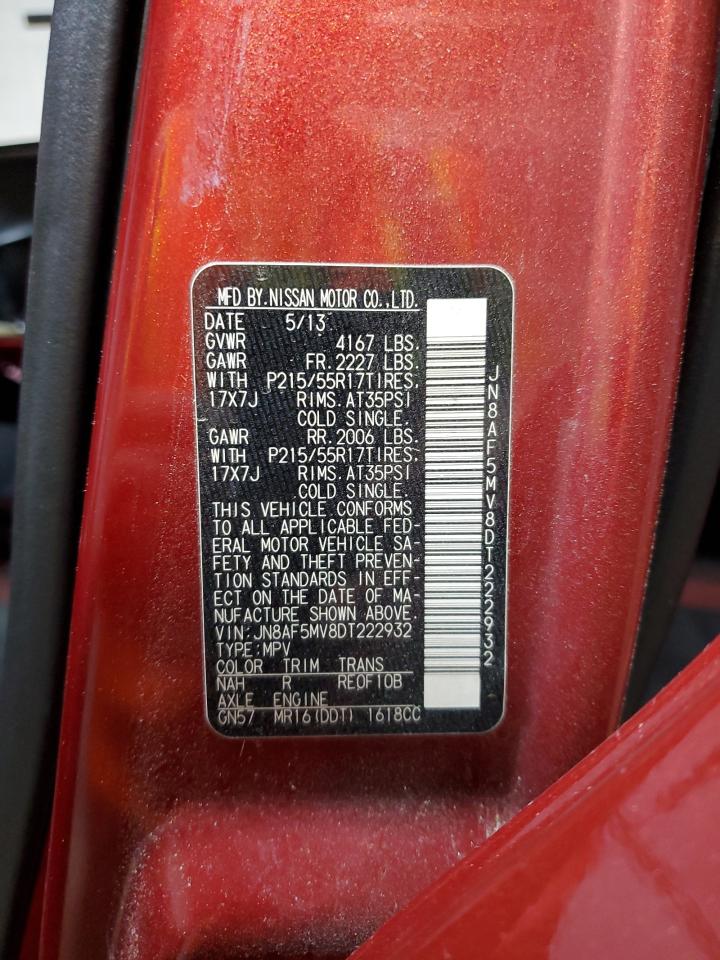 MFD BY.NISSAN MOTOR CO.,LTD.
DATE 5/13
GVWR 4167 LBS.
GAWR FR.2227 LBS.
WITH P215/55R17TIRES.
17X7J RIMS.AT35PSI
COLD SINGLE.
GAWR RR.2006 LBS.
WITH P215/55R17TIRES.
17X7J RIMS.AT35PSI
COLD SINGLE.
THIS VEHICLE CONFORMS
TO ALL APPLICABLE FED-
ERAL MOTOR VEHICLE SA-
FETY AND THEFT PREVEN-
TION STANDARDS IN EFF-
ECT ON THE DATE OF MA-
NUFACTURE SHOWN ABOVE.
VIN:JN8AF5MV8DT222932
TYPE:MPV
COLOR TRIM TRANS
NAH R RE0F10B
AXLE ENGINE
GN57 MR16(DDT) 1618CC
JN8AF5MV8DT222932